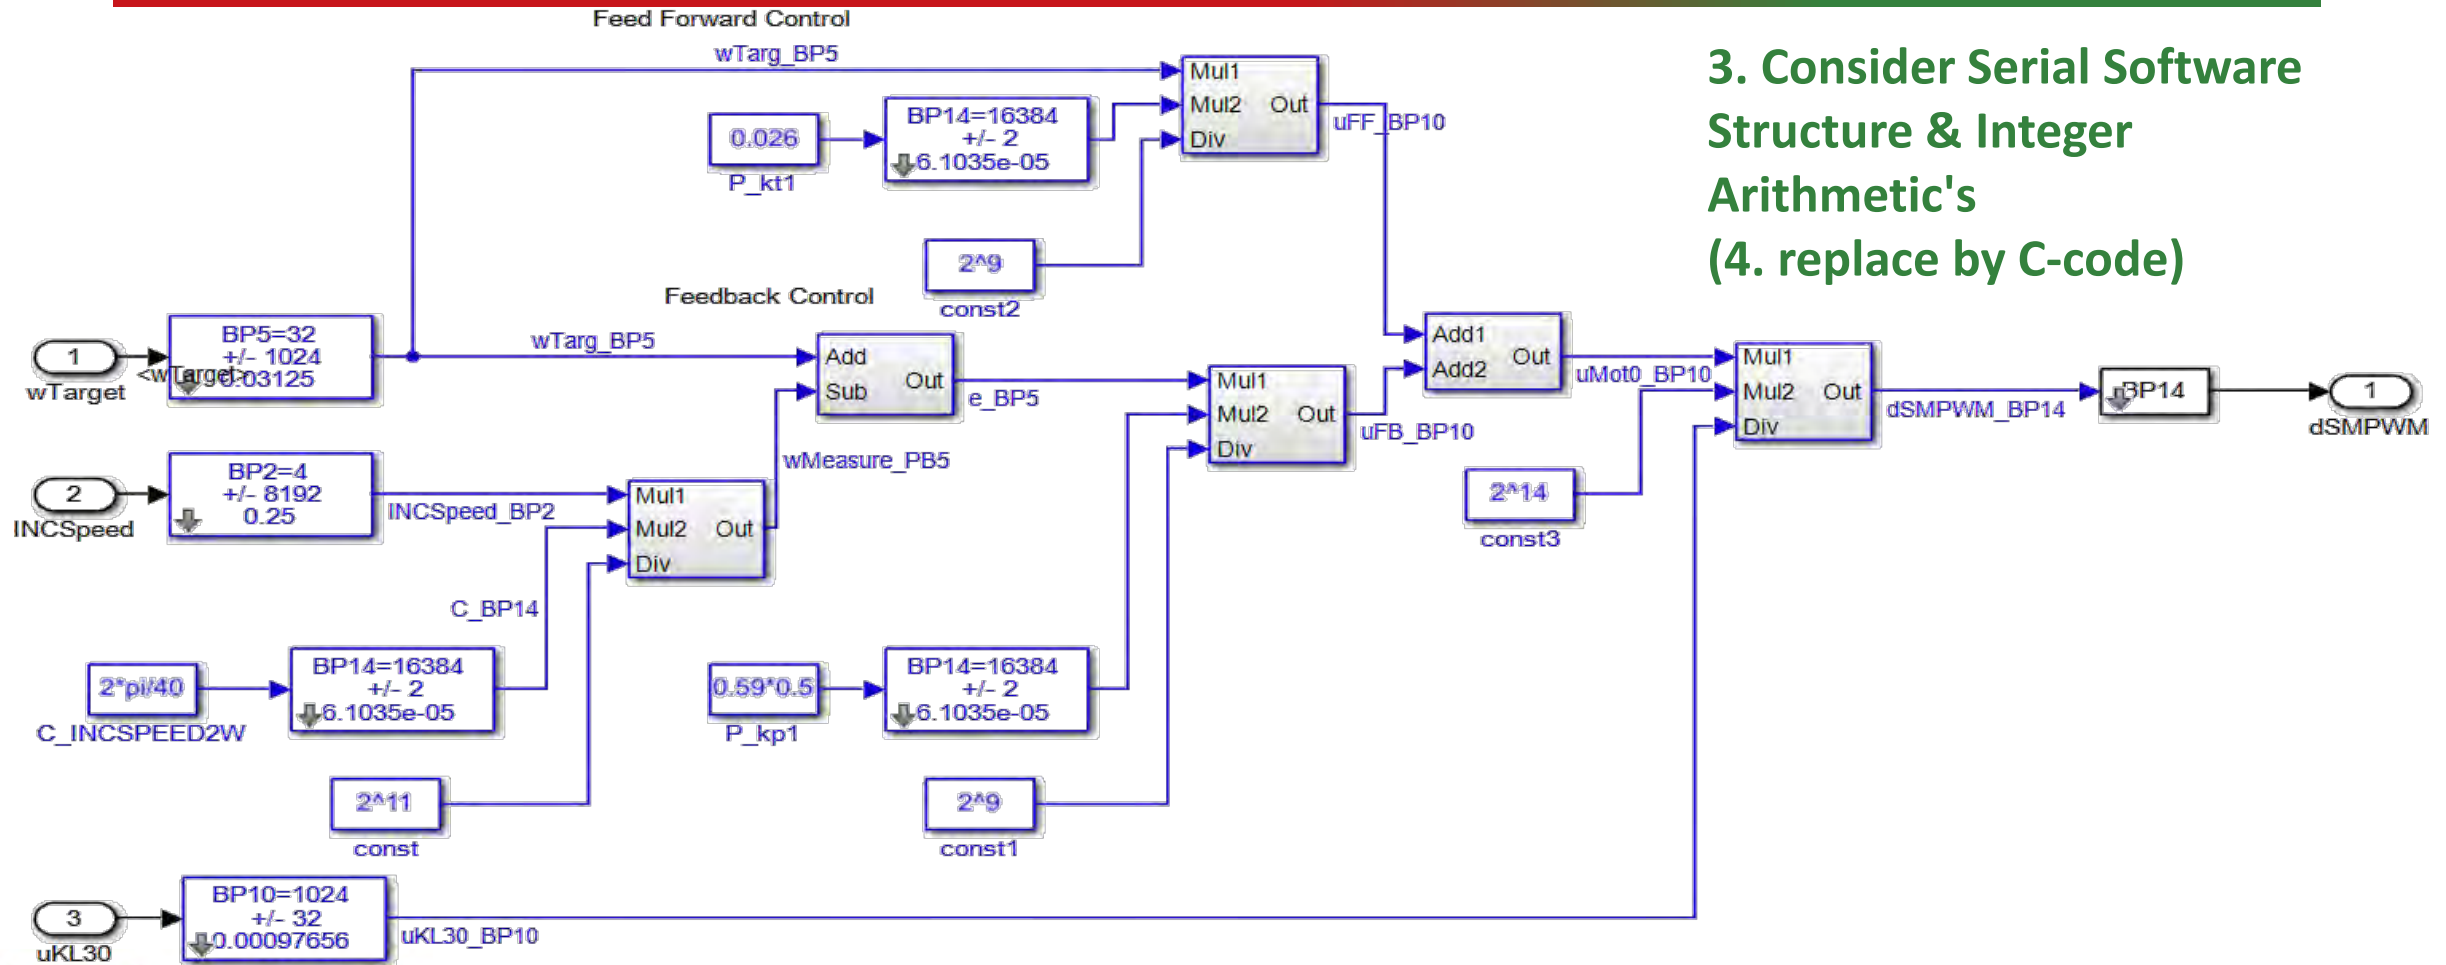 Feed Forward Control
wTarg_BP5
3. Consider Serial Software
Structure & Integer
Arithmetic's
(4. replace by C-code)
Mul1
Mul2 Out
Div
uFF_BP10
0.026
P_kt1
BP14=16384
+/- 2
6.1035e-05
2^9
const2
Feedback Control
1
wTarget
BP5=32
+/- 1024
0.03125
<wTarget>
wTarg_BP5
Add
Sub
Out
e_BP5
wMeasure_PB5
2
INCSpeed
BP2=4
+/- 8192
0.25
INCSpeed_BP2
Mul1
Mul2 Out
Div
C_BP14
2*pi/40
C_INCSPEED2W
BP14=16384
+/- 2
6.1035e-05
2^11
const
Mul1
Mul2 Out
Div
uFB_BP10
0.59*0.5
P_kp1
BP14=16384
+/- 2
6.1035e-05
2^9
const1
Add1
Add2
Out
uMot0_BP10
2^14
const3
Mul1
Mul2 Out
Div
dSMPWM_BP14
BP14
1
dSMPWM
3
uKL30
BP10=1024
+/- 32
0.00097656
uKL30_BP10